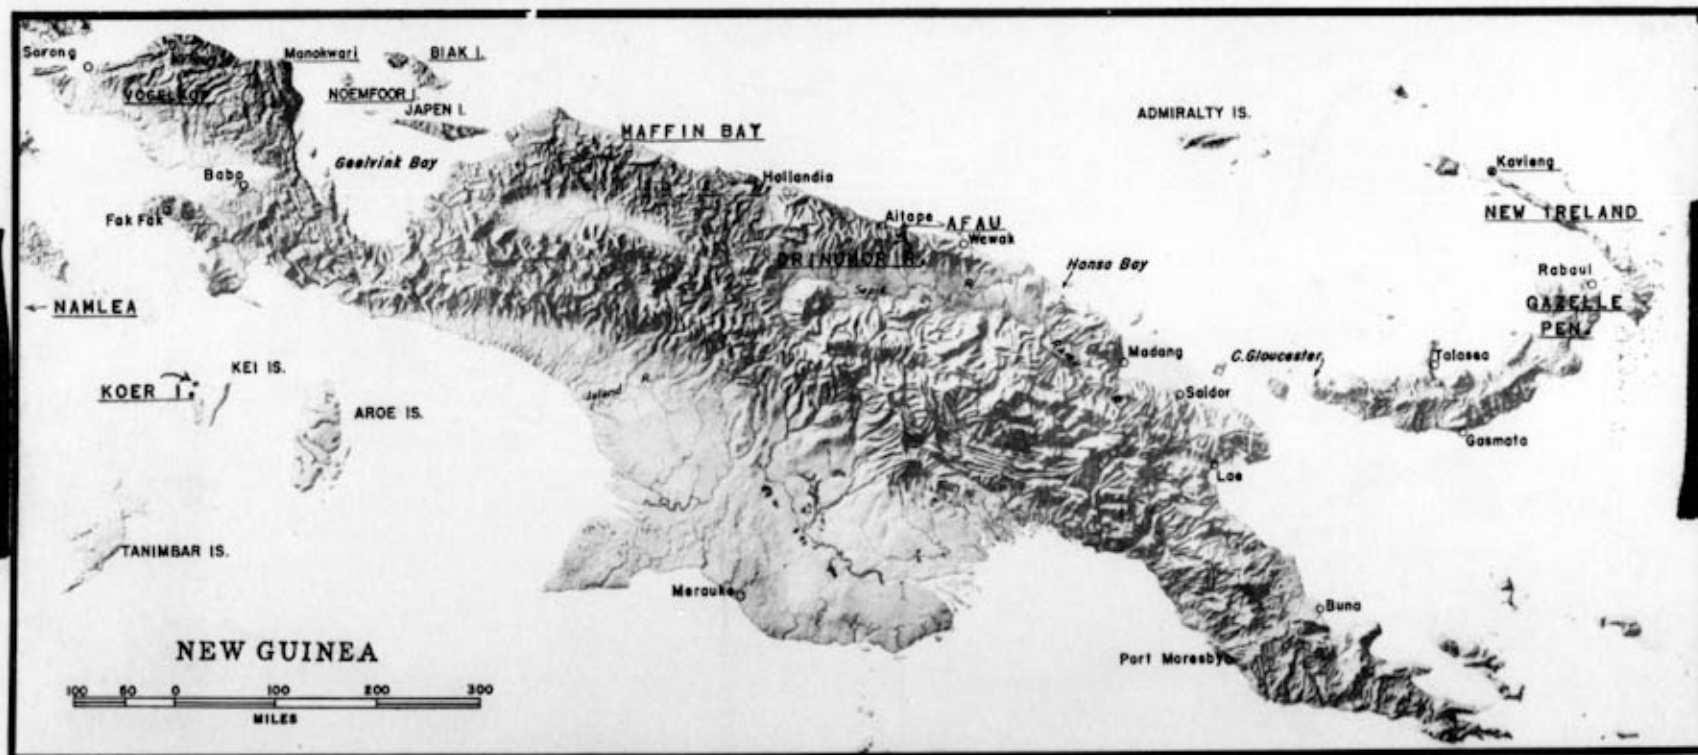 Sorong
Manokwari
BIAK I.
VOGELKOP
NOEMFOOR I.
JAPEN I.
ADMIRALTY IS.
MAFFIN BAY
Geelvink Bay
Kavieng
Babo
Hollandia
NEW IRELAND
Fak Fak
Aitape
AFAU
Wewak
DRINUMOR R.
Hansa Bay
Rabaul
Sepik
R.
NAMLEA
GAZELLE
PEN.
Madang
C. Gloucester
Talasea
KEI IS.
KOER I.
R.
Saidor
AROE IS.
Gasmata
Lae
TANIMBAR IS.
Merauke
Buna
NEW GUINEA
Port Moresby
100 50 0 100 200 300
MILES